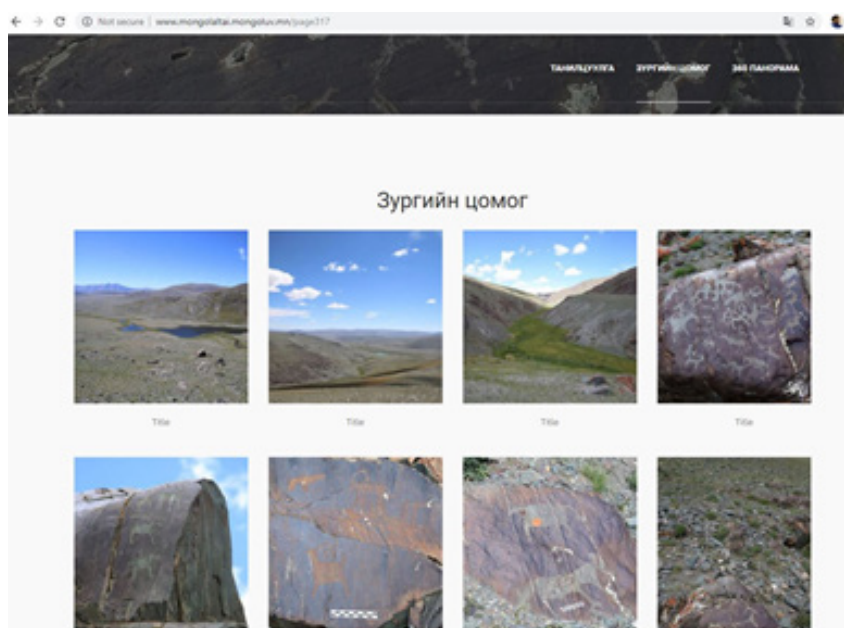 Not secure | www.mongolaltai.mongoluv.mn/page317
ТАНИЛЦУУЛГА ЗУРГИЙН ЦОМОГ 360 ПАНОРАМА
Зургийн цомог
Title Title Title Title